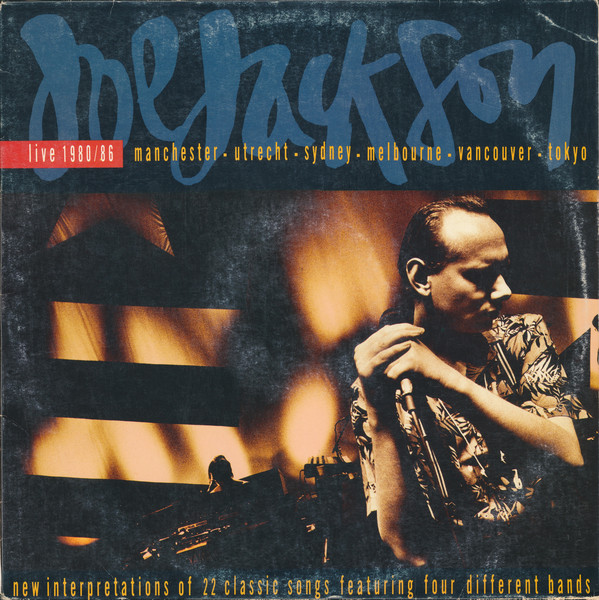 Joe Jackson
live 1980/86 manchester - utrecht - sydney - melbourne - vancouver - tokyo
new interpretations of 22 classic songs featuring four different bands